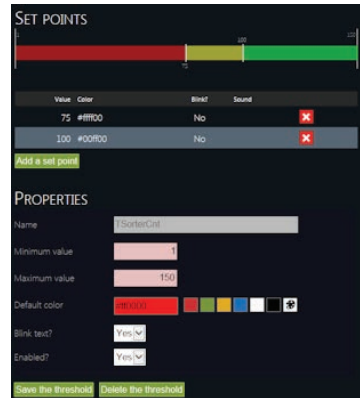 SET POINTS
1 100 150
75
Value Color Blink? Sound
75 #ffff00 No
100 #00ff00 No
Add a set point
PROPERTIES
Name TSorterCnt
Minimum value 1
Maximum value 150
Default color #ff0000
Blink text? Yes
Enabled? Yes
Save the threshold Delete the threshold